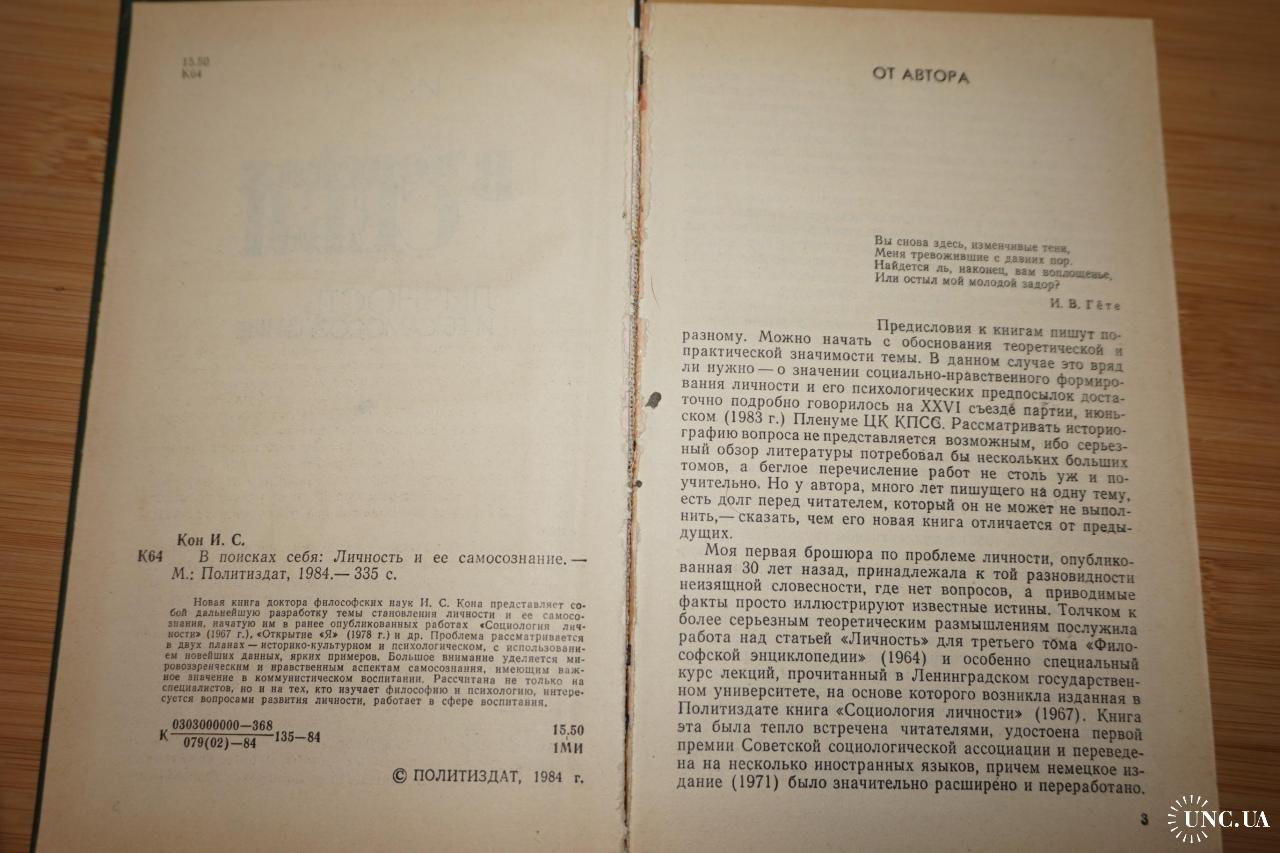 15.50
К64
Кон И. С.
К64 В поисках себя: Личность и ее самосознание. —
М.: Политиздат, 1984.— 335 с.
Новая книга доктора философских наук И. С. Кона представляет со-
бой дальнейшую разработку темы становления личности и ее самосо-
знания, начатую им в ранее опубликованных работах «Социология лич-
ности» (1967 г.), «Открытие «Я» (1978 г.) и др. Проблема рассматривается
в двух планах — историко-культурном и психологическом, с использовани-
ем новейших данных, ярких примеров. Большое внимание уделяется ми-
ровоззренческим и нравственным аспектам самосознания, имеющим важ-
ное значение в коммунистическом воспитании. Рассчитана не только на
специалистов, но и на тех, кто изучает философию и психологию, интере-
суется вопросами развития личности, работает в сфере воспитания.
К 0303000000—368
079(02)—84 135—84
15.50
1МИ
© ПОЛИТИЗДАТ, 1984 г.
ОТ АВТОРА
Вы снова здесь, изменчивые тени,
Меня тревожившие с давних пор.
Найдется ль, наконец, вам воплощенье,
Или остыл мой молодой задор?
И. В. Гёте
Предисловия к книгам пишут по-
разному. Можно начать с обоснования теоретической и
практической значимости темы. В данном случае это вряд
ли нужно — о значении социально-нравственного формиро-
вания личности и его психологических предпосылок доста-
точно подробно говорилось на XXVI съезде партии, июнь-
ском (1983 г.) Пленуме ЦК КПСС. Рассматривать историо-
графию вопроса не представляется возможным, ибо серьез-
ный обзор литературы потребовал бы нескольких больших
томов, а беглое перечисление работ не столь уж и по-
учительно. Но у автора, много лет пишущего на одну тему,
есть долг перед читателем, который он не может не выпол-
нить,— сказать, чем его новая книга отличается от преды-
дущих.
Моя первая брошюра по проблеме личности, опублико-
ванная 30 лет назад, принадлежала к той разновидности
неизящной словесности, где нет вопросов, а приводимые
факты просто иллюстрируют известные истины. Толчком к
более серьезным теоретическим размышлениям послужила
работа над статьей «Личность» для третьего тома «Фило-
софской энциклопедии» (1964) и особенно специальный
курс лекций, прочитанный в Ленинградском государствен-
ном университете, на основе которого возникла изданная в
Политиздате книга «Социология личности» (1967). Книга
эта была тепло встречена читателями, удостоена первой
премии Советской социологической ассоциации и переведе-
на на несколько иностранных языков, причем немецкое из-
дание (1971) было значительно расширено и переработано.
3
UNC.UA